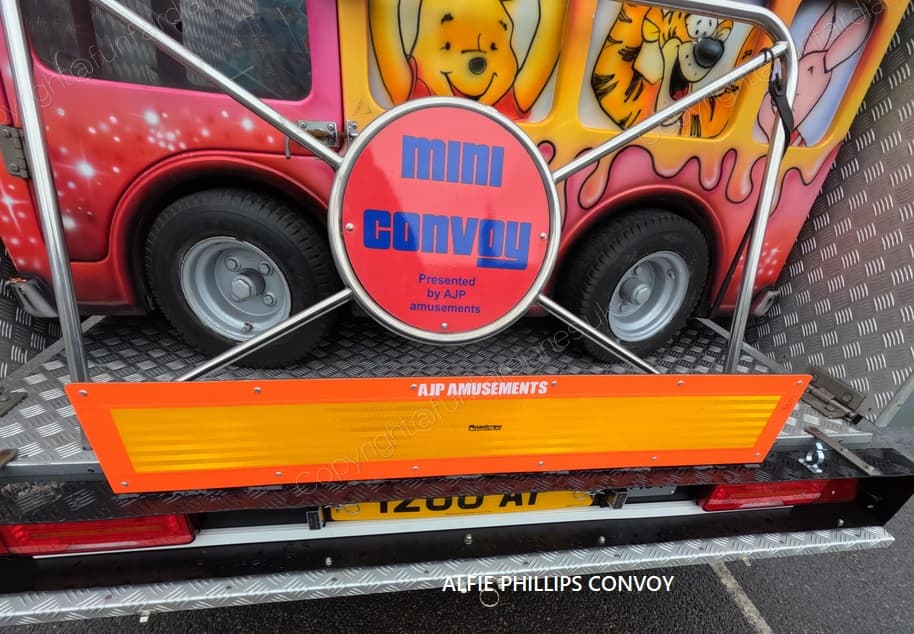 mini
convoy
Presented
by AJP
amusements
AJP AMUSEMENTS
ALFIE PHILLIPS CONVOY